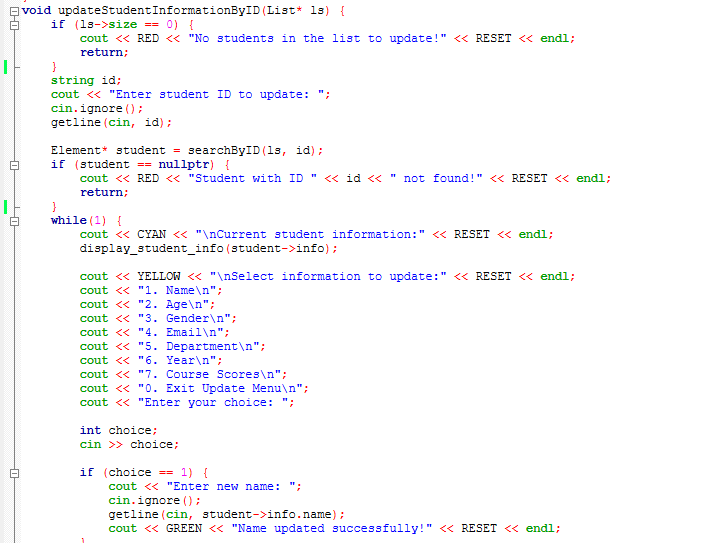 void updateStudentInformationByID(List* ls) {
    if (ls->size == 0) {
        cout << RED << "No students in the list to update!" << RESET << endl;
        return;
    }
    string id;
    cout << "Enter student ID to update: ";
    cin.ignore();
    getline(cin, id);

    Element* student = searchByID(ls, id);
    if (student == nullptr) {
        cout << RED << "Student with ID " << id << " not found!" << RESET << endl;
        return;
    }
    while(1) {
        cout << CYAN << "\nCurrent student information:" << RESET << endl;
        display_student_info(student->info);

        cout << YELLOW << "\nSelect information to update:" << RESET << endl;
        cout << "1. Name\n";
        cout << "2. Age\n";
        cout << "3. Gender\n";
        cout << "4. Email\n";
        cout << "5. Department\n";
        cout << "6. Year\n";
        cout << "7. Course Scores\n";
        cout << "0. Exit Update Menu\n";
        cout << "Enter your choice: ";

        int choice;
        cin >> choice;

        if (choice == 1) {
            cout << "Enter new name: ";
            cin.ignore();
            getline(cin, student->info.name);
            cout << GREEN << "Name updated successfully!" << RESET << endl;